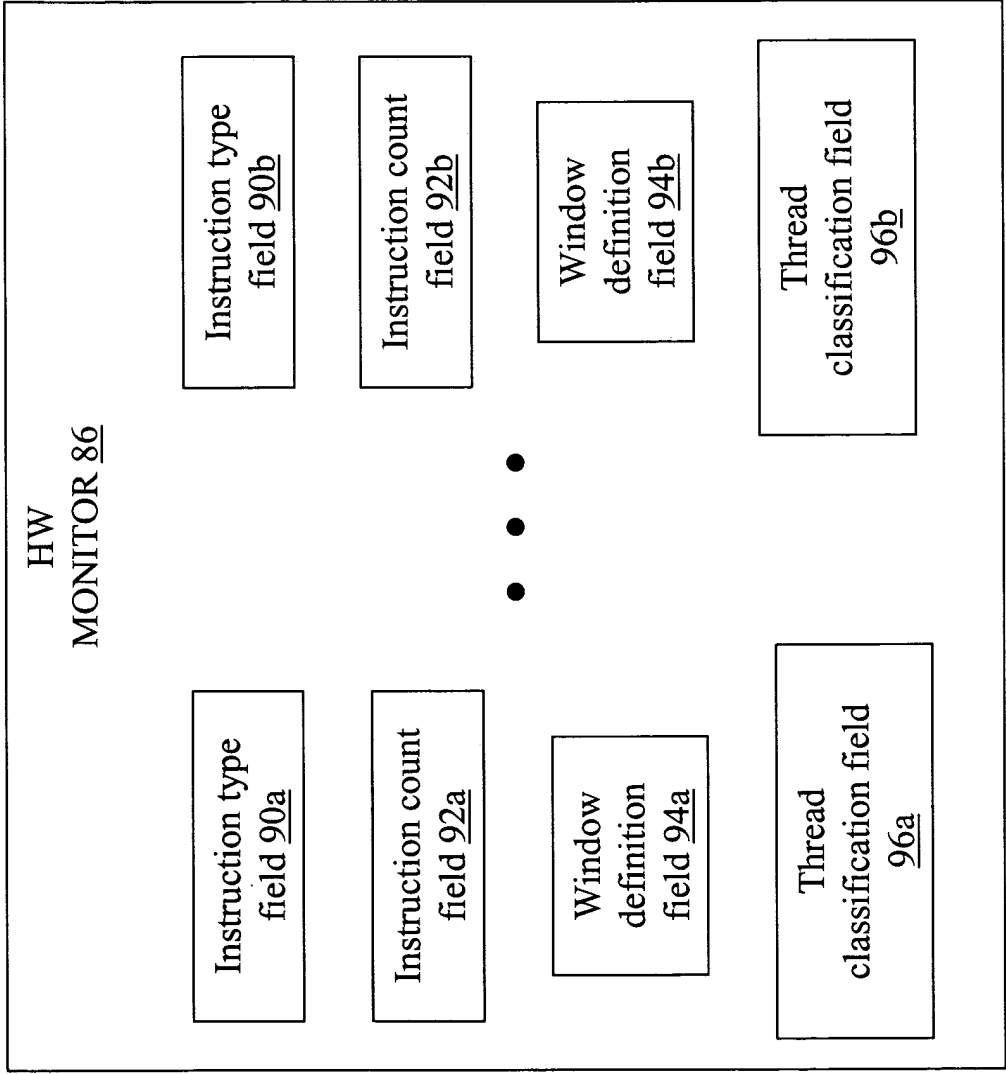 HW
MONITOR 86
Instruction type
field 90a
Instruction count
field 92a
Window
definition
field 94a
Thread
classification field
96a
Instruction type
field 90b
Instruction count
field 92b
Window
definition
field 94b
Thread
classification field
96b